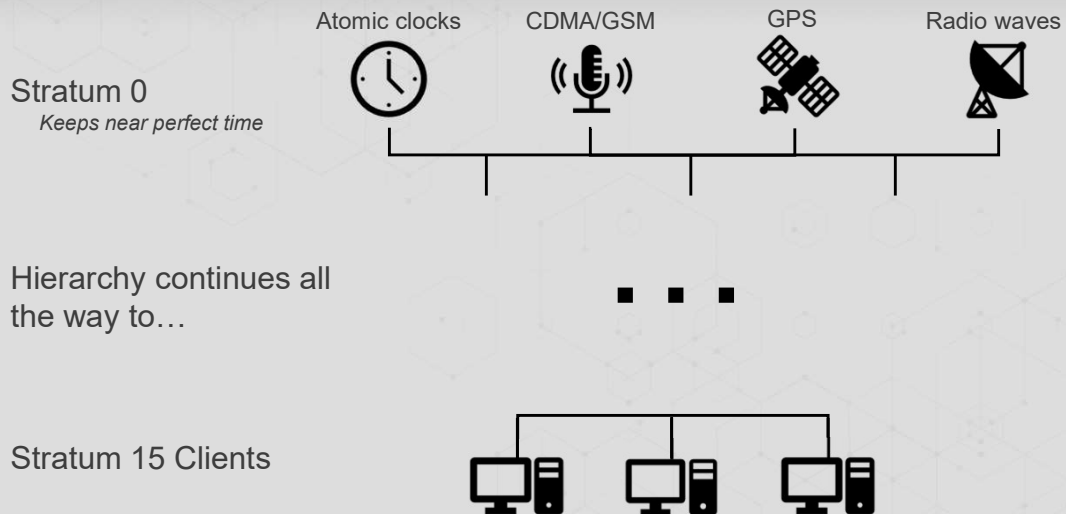 Atomic clocks CDMA/GSM GPS Radio waves
Stratum 0
Keeps near perfect time
Hierarchy continues all
the way to…
Stratum 15 Clients